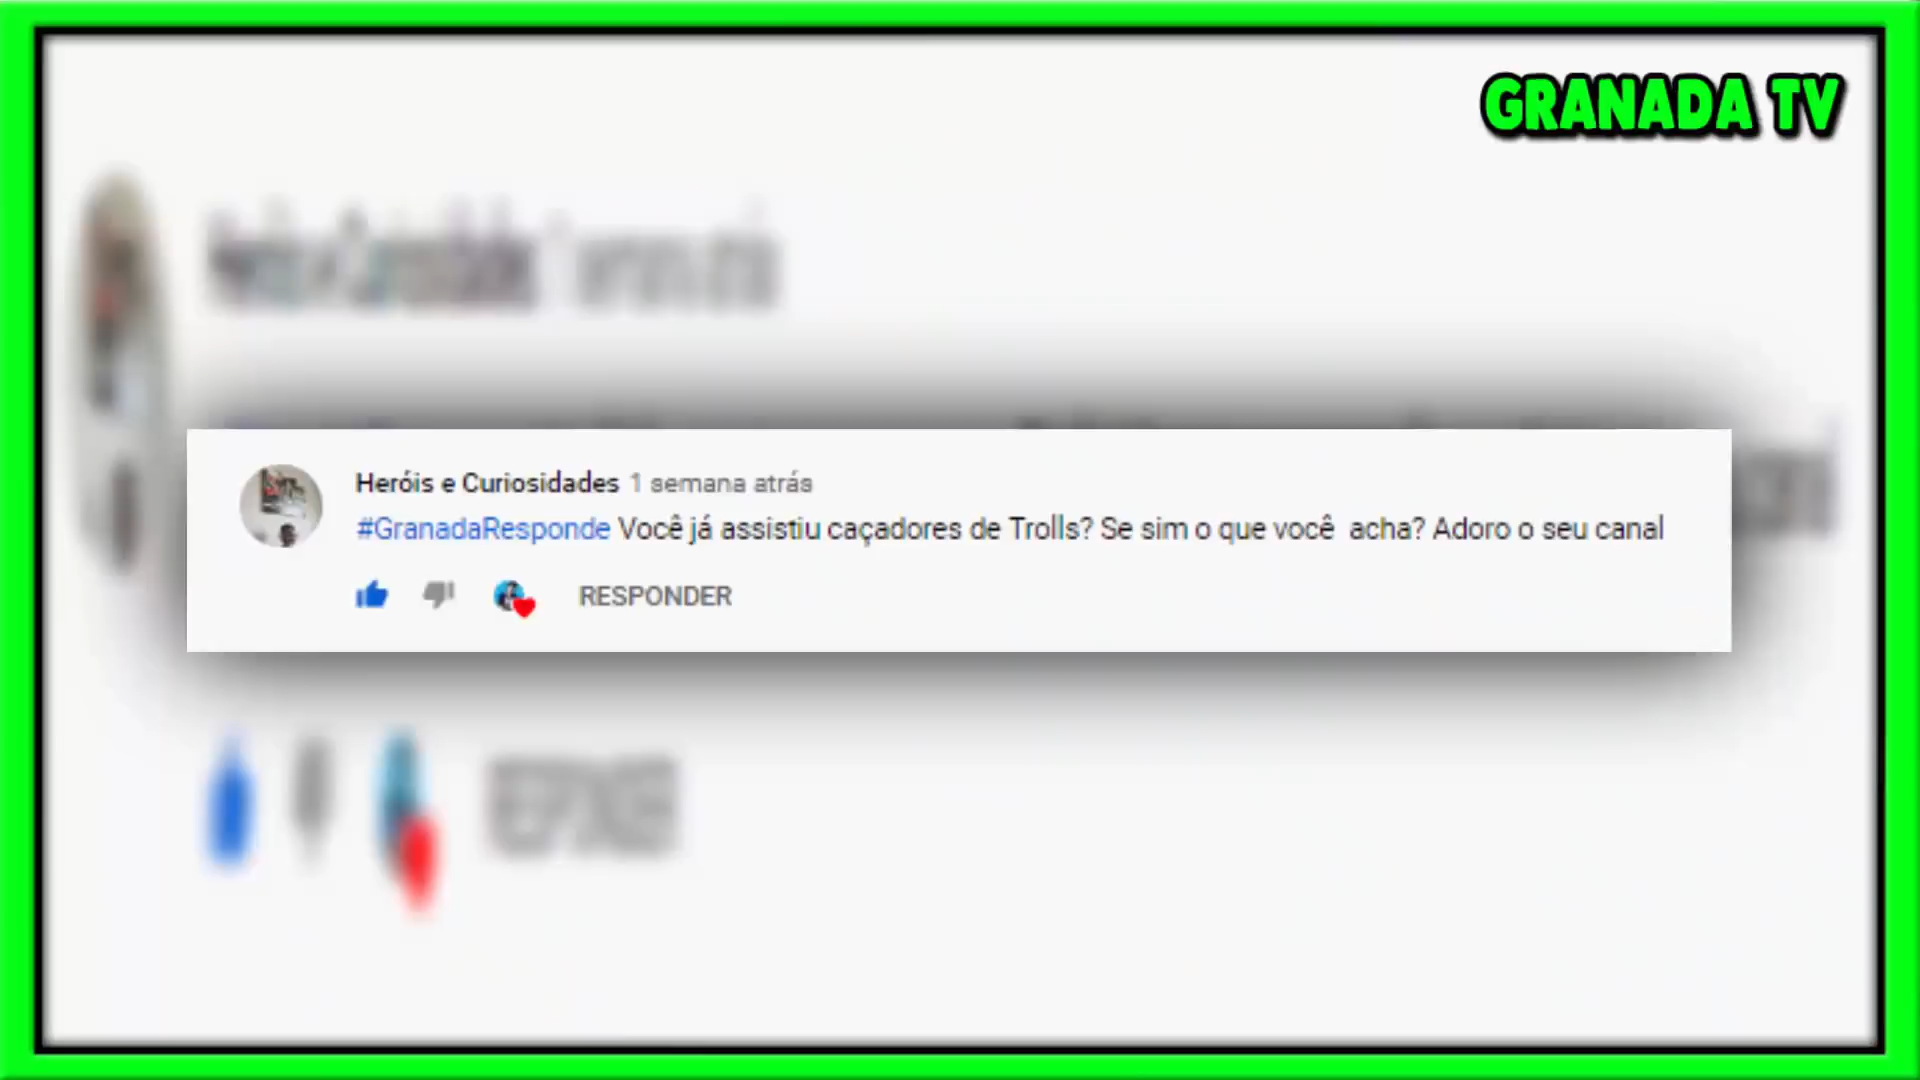 GRANADA TV
Heróis e Curiosidades 1 semana atrás
#GranadaResponde Você já assistiu caçadores de Trolls? Se sim o que você acha? Adoro o seu canal
RESPONDER